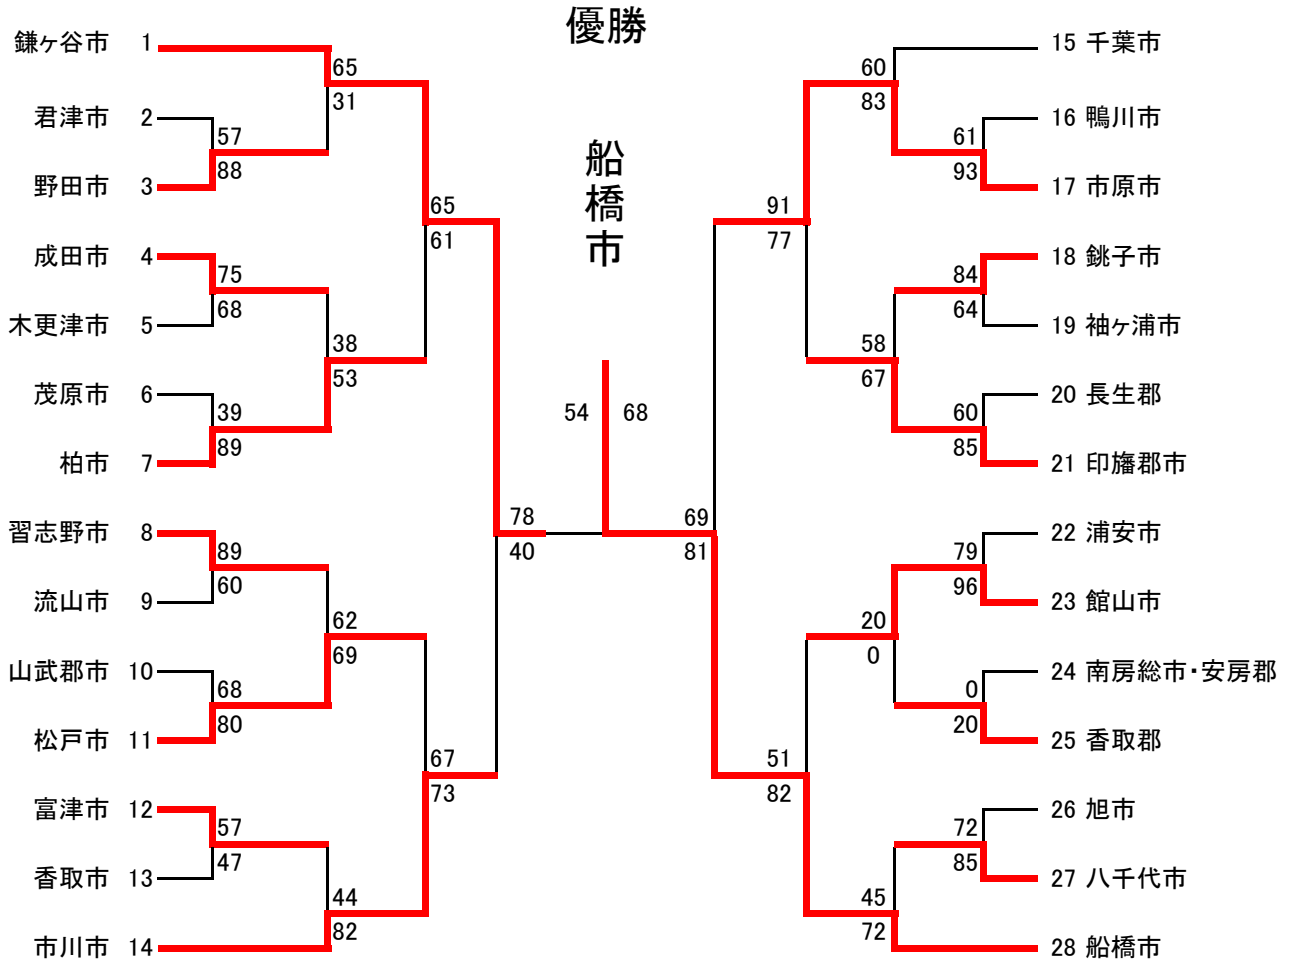 優勝
船橋市
鎌ヶ谷市 1
君津市 2
野田市 3
成田市 4
木更津市 5
茂原市 6
柏市 7
習志野市 8
流山市 9
山武郡市 10
松戸市 11
富津市 12
香取市 13
市川市 14
65
31
57
88
75
68
38
53
39
89
65
61
89
60
62
69
68
80
57
47
44
82
67
73
78
40
54 68
69
81
91
77
51
82
60
83
61
93
84
64
58
67
60
85
79
96
20
0
0
20
72
85
45
72
15 千葉市
16 鴨川市
17 市原市
18 銚子市
19 袖ヶ浦市
20 長生郡
21 印旛郡市
22 浦安市
23 館山市
24 南房総市・安房郡
25 香取郡
26 旭市
27 八千代市
28 船橋市